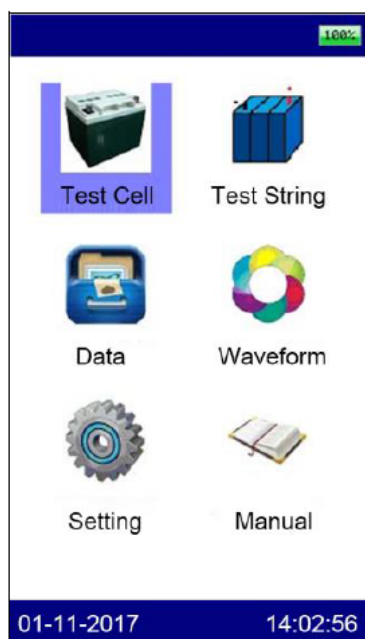 100%
Test Cell Test String
Data Waveform
Setting Manual
01-11-2017 14:02:56